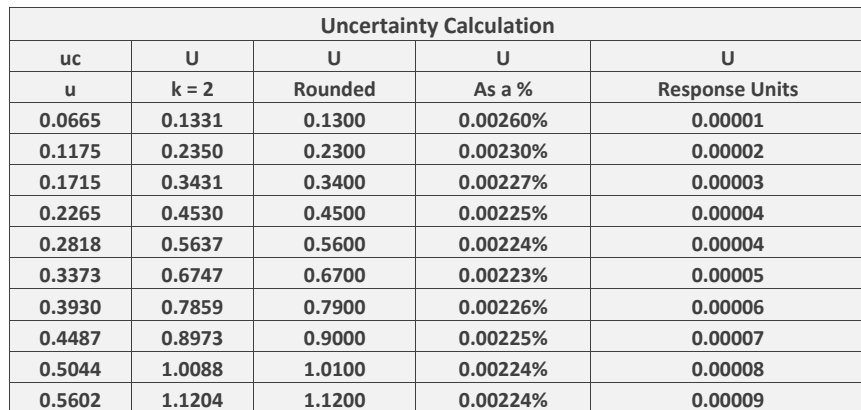 Uncertainty Calculation
uc U U U U
u k = 2 Rounded As a % Response Units
0.0665 0.1331 0.1300 0.00260% 0.00001
0.1175 0.2350 0.2300 0.00230% 0.00002
0.1715 0.3431 0.3400 0.00227% 0.00003
0.2265 0.4530 0.4500 0.00225% 0.00004
0.2818 0.5637 0.5600 0.00224% 0.00004
0.3373 0.6747 0.6700 0.00223% 0.00005
0.3930 0.7859 0.7900 0.00226% 0.00006
0.4487 0.8973 0.9000 0.00225% 0.00007
0.5044 1.0088 1.0100 0.00224% 0.00008
0.5602 1.1204 1.1200 0.00224% 0.00009